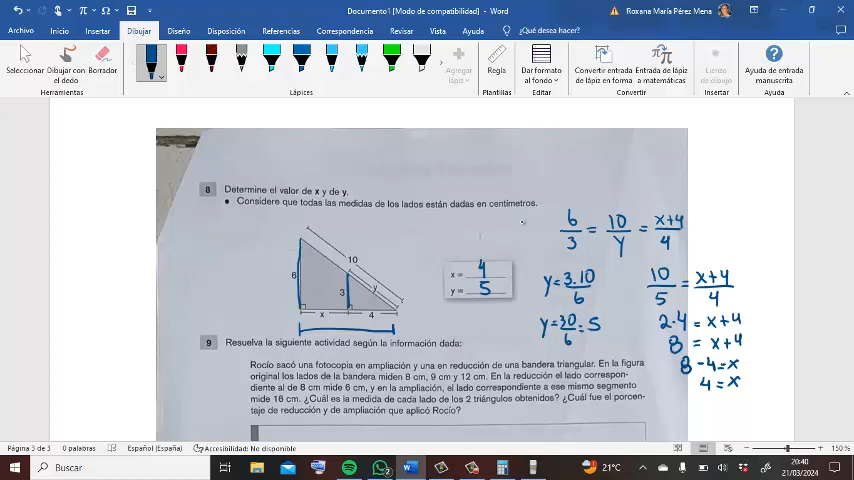 Documento1 [Modo de compatibilidad] - Word
Roxana María Pérez Mena
Archivo Inicio Insertar Dibujar Diseño Disposición Referencias Correspondencia Revisar Vista Ayuda ¿Qué desea hacer?
Seleccionar Dibujar con el dedo Borrador
Agregar lápiz
Regla
Dar formato al fondo
Convertir entrada de lápiz en forma
Entrada de lápiz a matemáticas
Lienzo de dibujo
Ayuda de entrada manuscrita
Herramientas Lápices Plantillas Editar Convertir Insertar Ayuda
8 Determine el valor de x y de y.
• Considere que todas las medidas de los lados están dadas en centímetros.
6/3 = 10/y = x+4/4
10
6
3
y
x
4
x = 4
y = 5
y = 3.10/6
y = 30/6 = 5
10/5 = x+4/4
2·4 = x+4
8 = x+4
8 - 4 = x
4 = x
9 Resuelva la siguiente actividad según la información dada:
Rocío sacó una fotocopia en ampliación y una en reducción de una bandera triangular. En la figura
original los lados de la bandera miden 8 cm, 9 cm y 12 cm. En la reducción el lado correspon-
diente al de 8 cm mide 6 cm, y en la ampliación, el lado correspondiente a ese mismo segmento
mide 16 cm. ¿Cuál es la medida de cada lado de los 2 triángulos obtenidos? ¿Cuál fue el porcen-
taje de reducción y de ampliación que aplicó Rocío?
Página 3 de 3 0 palabras Español (España) Accesibilidad: No disponible
150 %
Buscar
2
21°C
20:40
21/03/2024